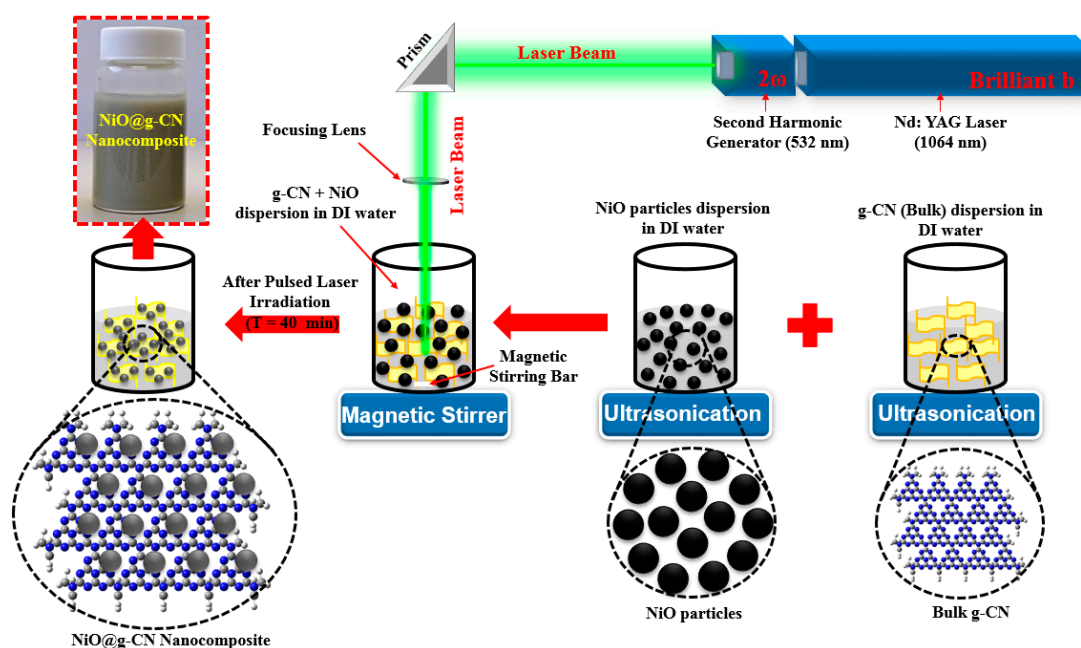 Prism
Laser Beam
2ω
Brilliant b
Second Harmonic
Generator (532 nm)
Nd: YAG Laser
(1064 nm)
NiO@g-CN
Nanocomposite
Focusing Lens
Laser Beam
g-CN + NiO
dispersion in DI water
NiO particles dispersion
in DI water
g-CN (Bulk) dispersion in
DI water
After Pulsed Laser
Irradiation
(T = 40 min)
Magnetic
Stirring Bar
Magnetic Stirrer
Ultrasonication
Ultrasonication
NiO@g-CN Nanocomposite
NiO particles
Bulk g-CN